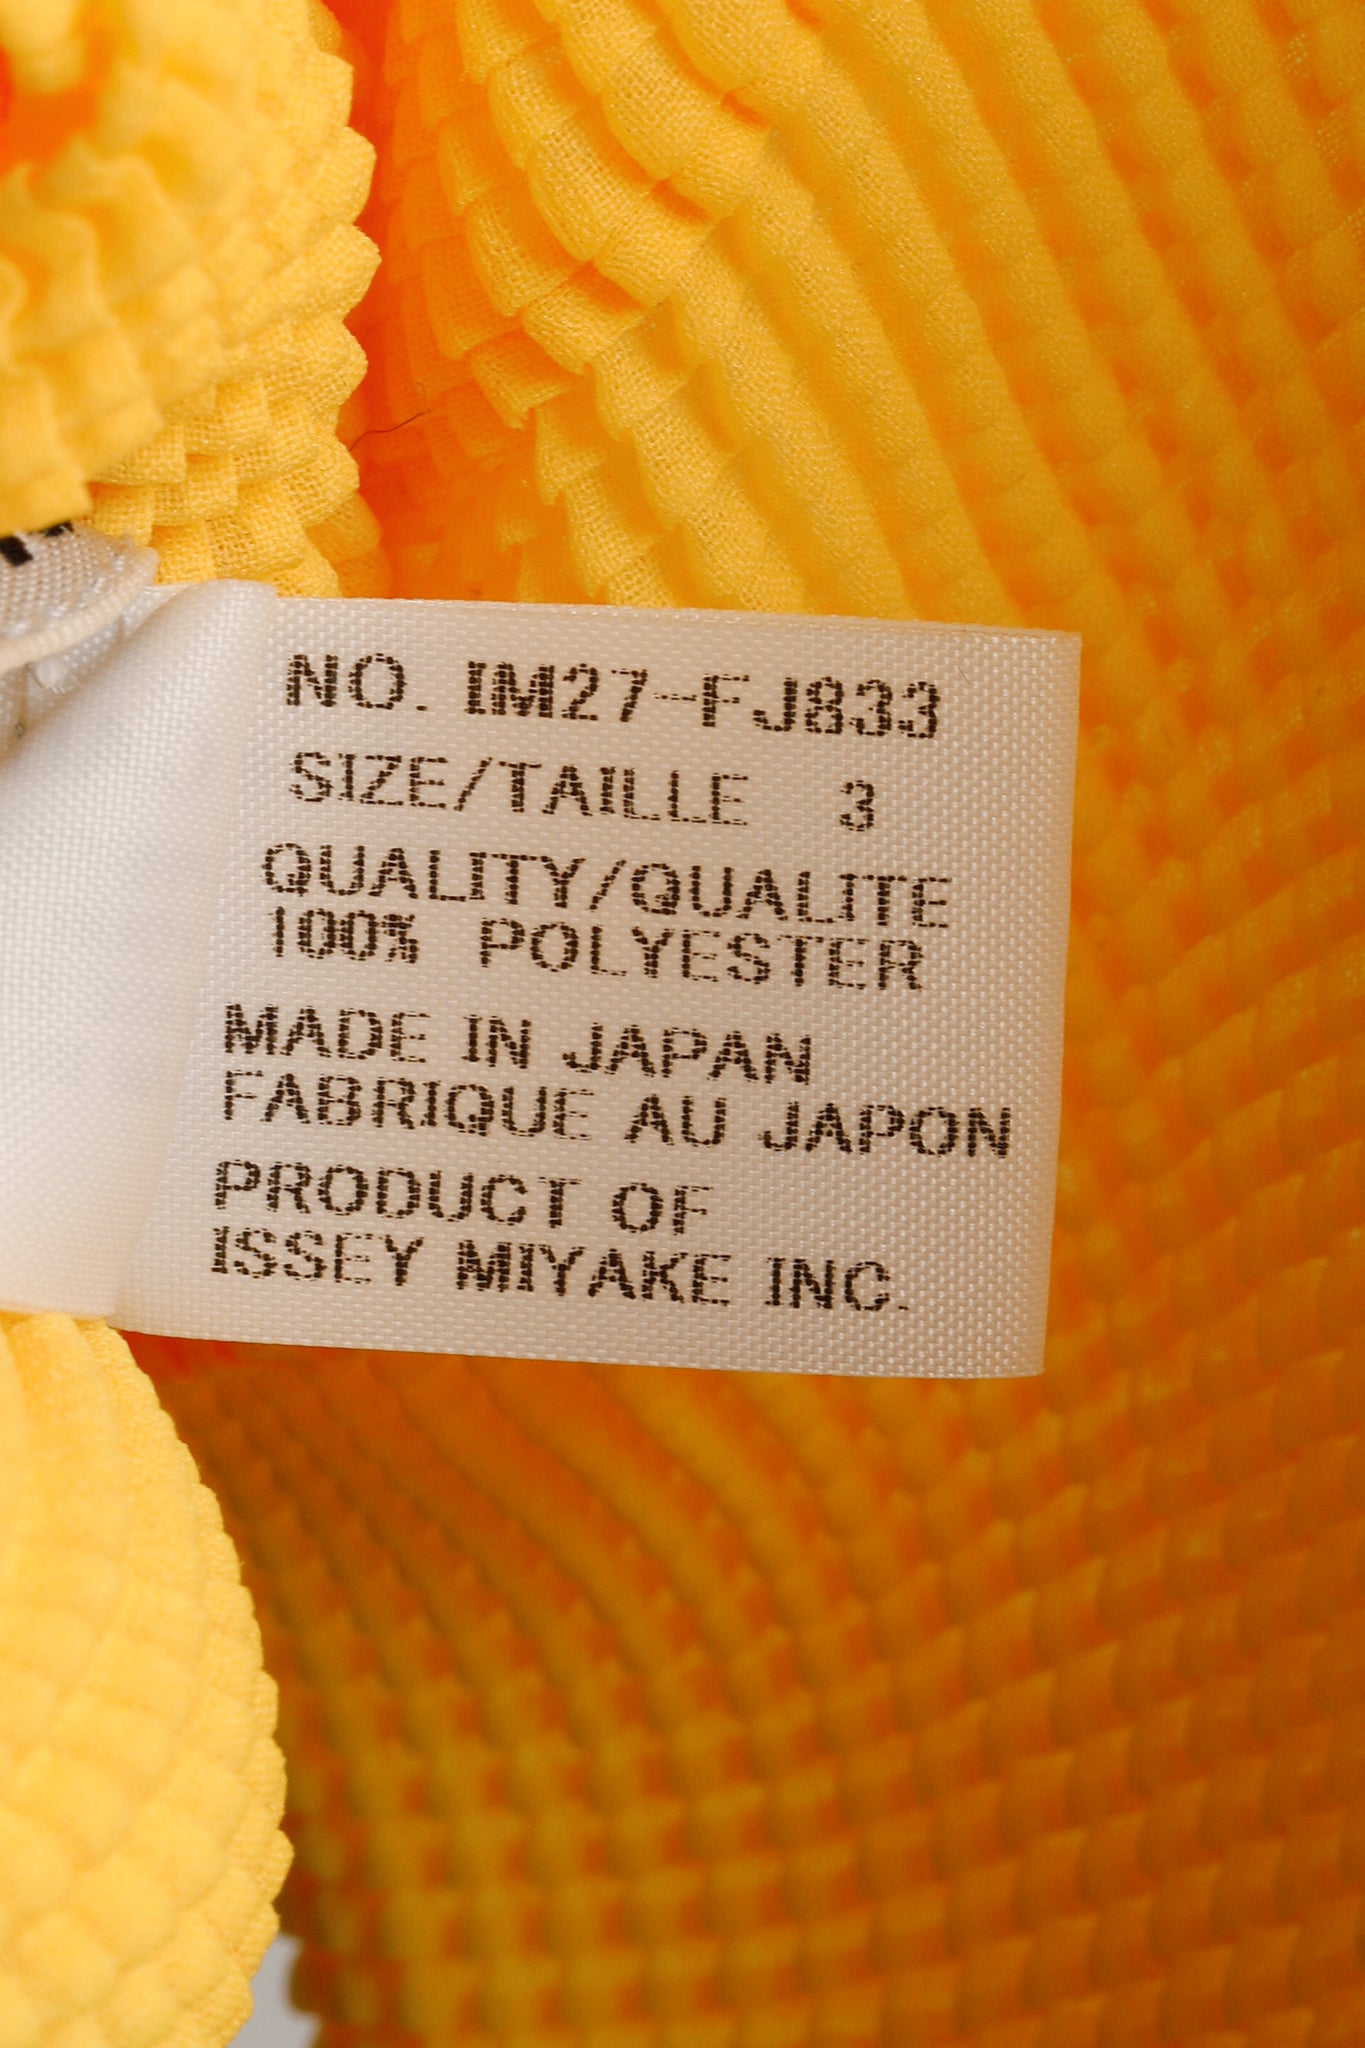 NO. IM27-FJ833
SIZE/TAILLE 3
QUALITY/QUALITE
100% POLYESTER
MADE IN JAPAN
FABRIQUE AU JAPON
PRODUCT OF
ISSEY MIYAKE INC.